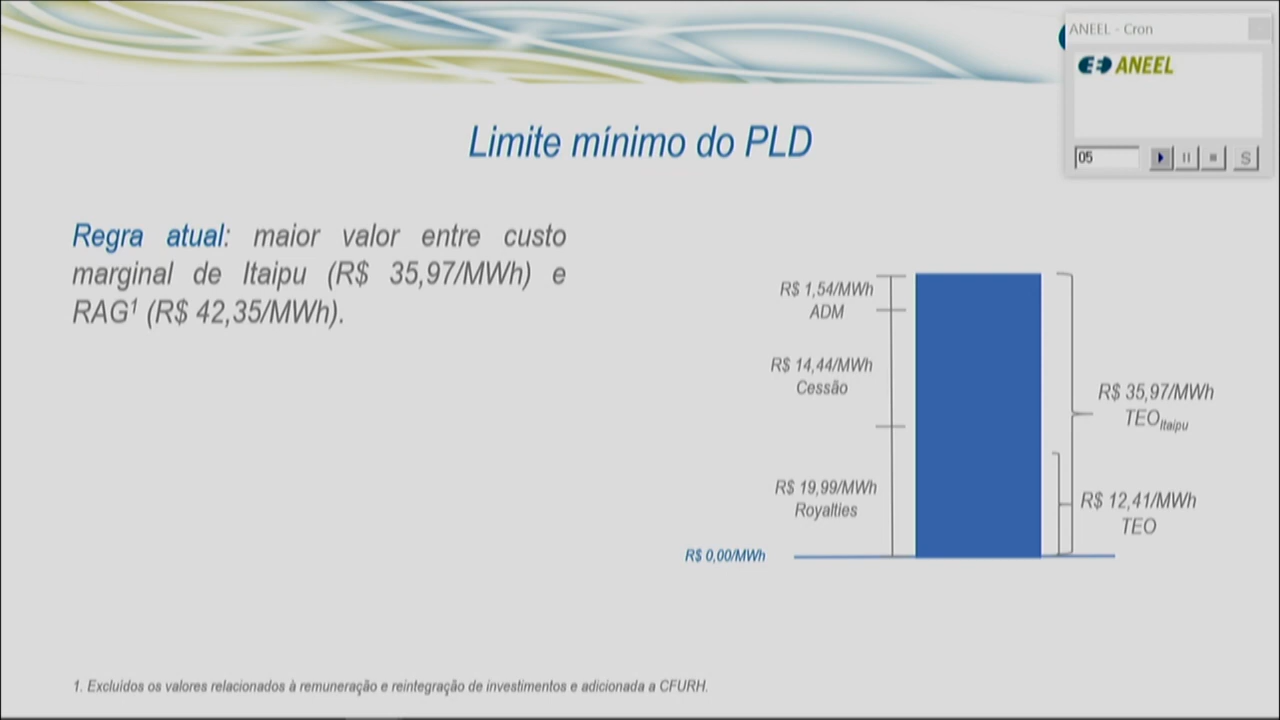 ANEEL - Cron
ANEEL
05
S
Limite mínimo do PLD
Regra atual: maior valor entre custo
marginal de Itaipu (R$ 35,97/MWh) e
RAG¹ (R$ 42,35/MWh).
R$ 1,54/MWh
ADM
R$ 14,44/MWh
Cessão
R$ 35,97/MWh
TEOItaipu
R$ 19,99/MWh
Royalties
R$ 12,41/MWh
TEO
R$ 0,00/MWh
1. Excluídos os valores relacionados à remuneração e reintegração de investimentos e adicionada a CFURH.